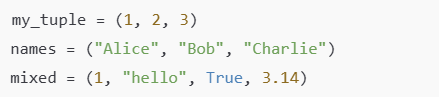 my_tuple = (1, 2, 3)
names = ("Alice", "Bob", "Charlie")
mixed = (1, "hello", True, 3.14)